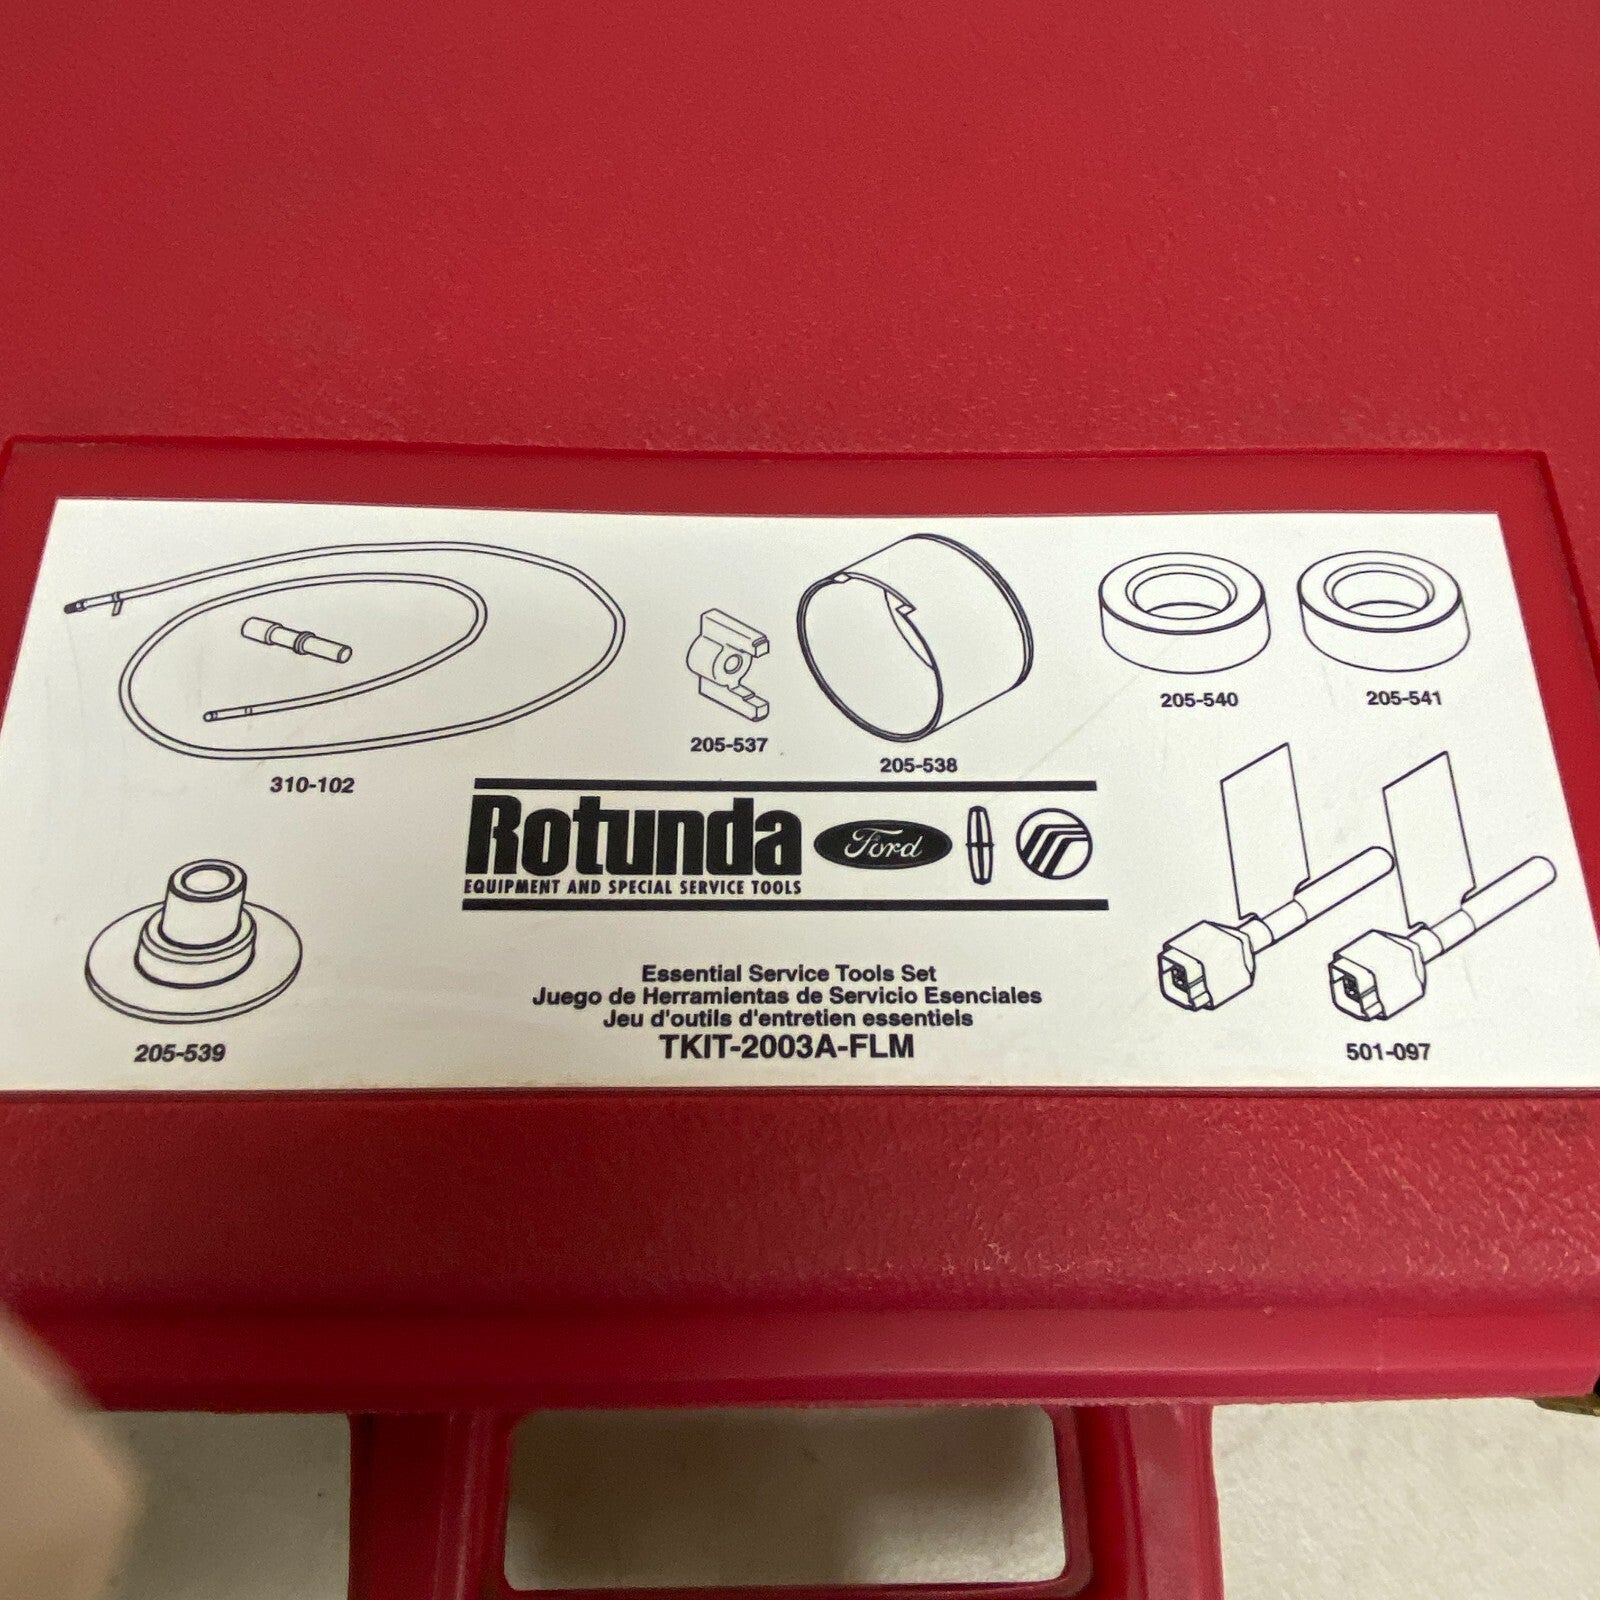 310-102
205-537
205-538
205-540
205-541
Rotunda
EQUIPMENT AND SPECIAL SERVICE TOOLS
Ford
205-539
Essential Service Tools Set
Juego de Herramientas de Servicio Esenciales
Jeu d'outils d'entretien essentiels
TKIT-2003A-FLM
501-097